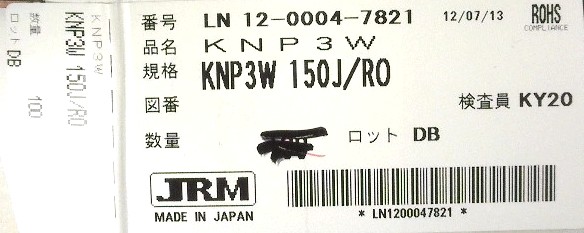 番号 LN 12-0004-7821 12/07/13 ROHS
COMPLIANCE
品名 KNP3W
規格 KNP3W 150J/RO
図番 検査員 KY20
数量 ロット DB
JRM
MADE IN JAPAN
* LN1200047821 *
KNP3W
KNP3W 150J/RO
数量 100
ロット DB